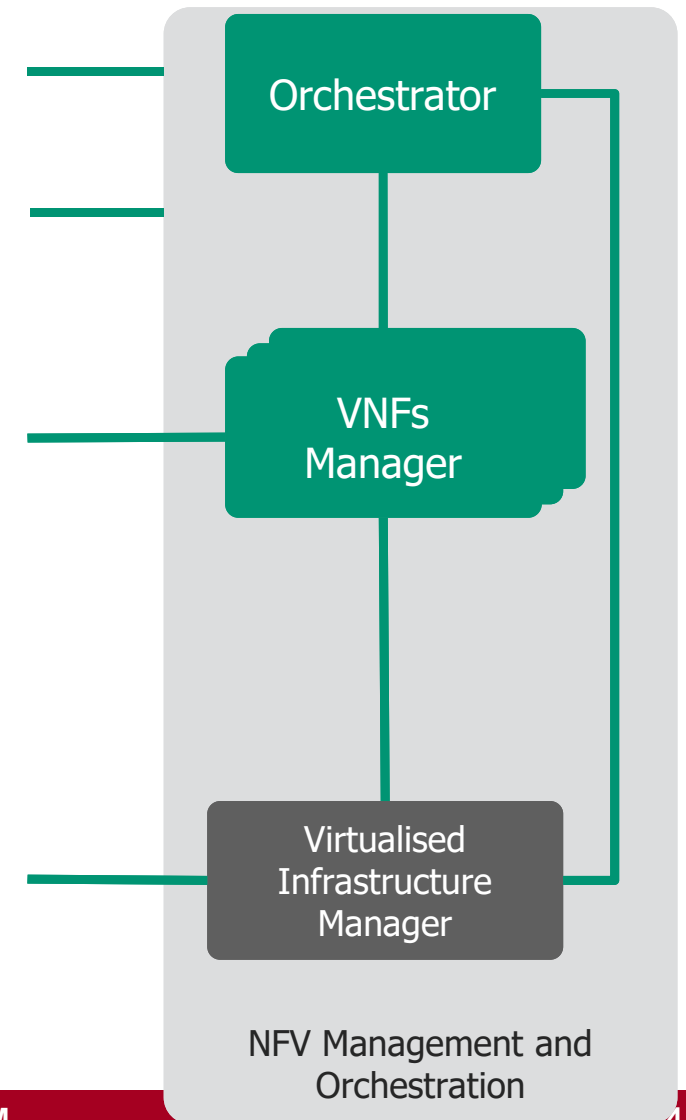 Orchestrator
VNFs
Manager
Virtualised
Infrastructure
Manager
NFV Management and
Orchestration